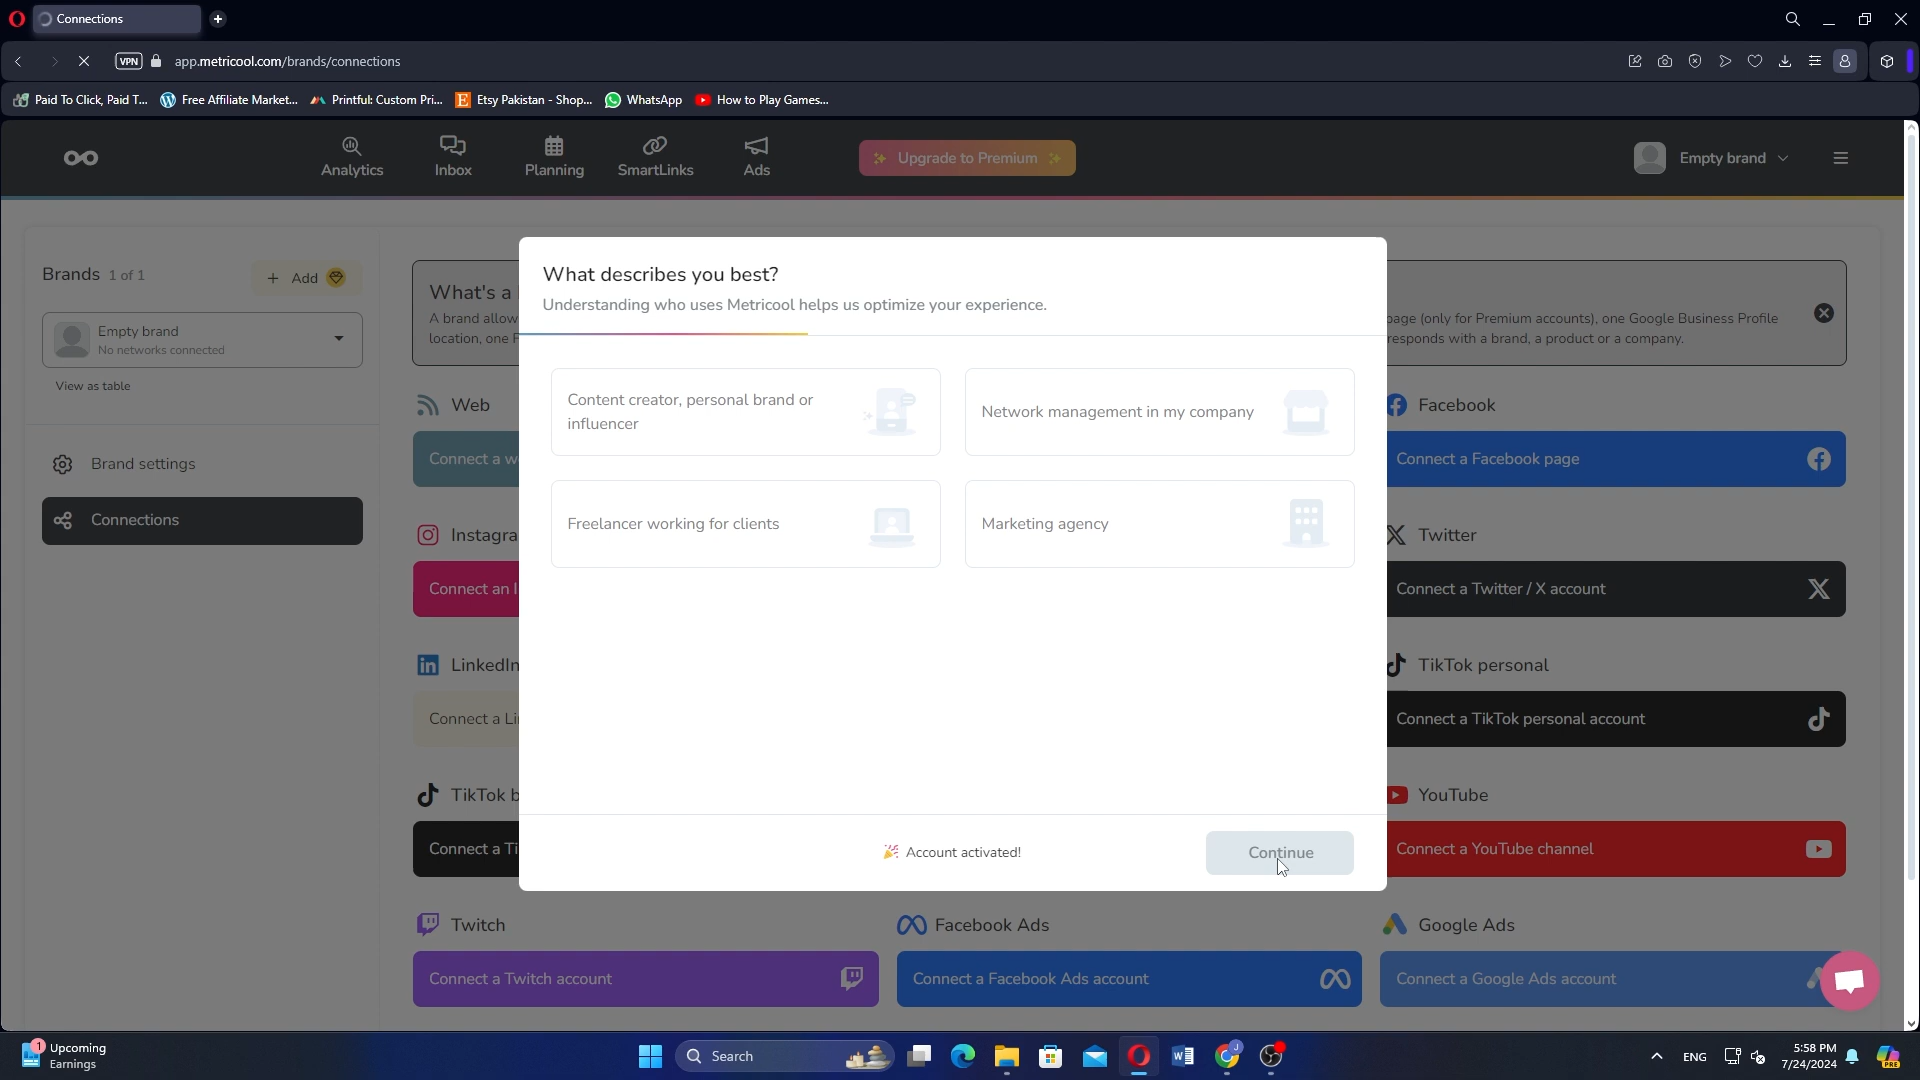 Connections
VPN
app.metricool.com/brands/connections
Paid To Click, Paid T...
Free Affiliate Market...
Printful: Custom Pri...
Etsy Pakistan - Shop...
WhatsApp
How to Play Games...
Analytics
Inbox
Planning
SmartLinks
Ads
Upgrade to Premium
Empty brand
Brands 1 of 1
+ Add
Empty brand
No networks connected
View as table
Brand settings
Connections
What's a
A brand allow
location, one
page (only for Premium accounts), one Google Business Profile
responds with a brand, a product or a company.
What describes you best?
Understanding who uses Metricool helps us optimize your experience.
Content creator, personal brand or
influencer
Network management in my company
Freelancer working for clients
Marketing agency
Account activated!
Continue
Web
Connect a w
Facebook
Connect a Facebook page
Instagra
Connect an I
Twitter
Connect a Twitter / X account
LinkedIn
Connect a Li
TikTok personal
Connect a TikTok personal account
TikTok b
Connect a Ti
YouTube
Connect a YouTube channel
Twitch
Connect a Twitch account
Facebook Ads
Connect a Facebook Ads account
Google Ads
Connect a Google Ads account
1
Upcoming
Earnings
Search
J
ENG
5:58 PM
7/24/2024
PRE